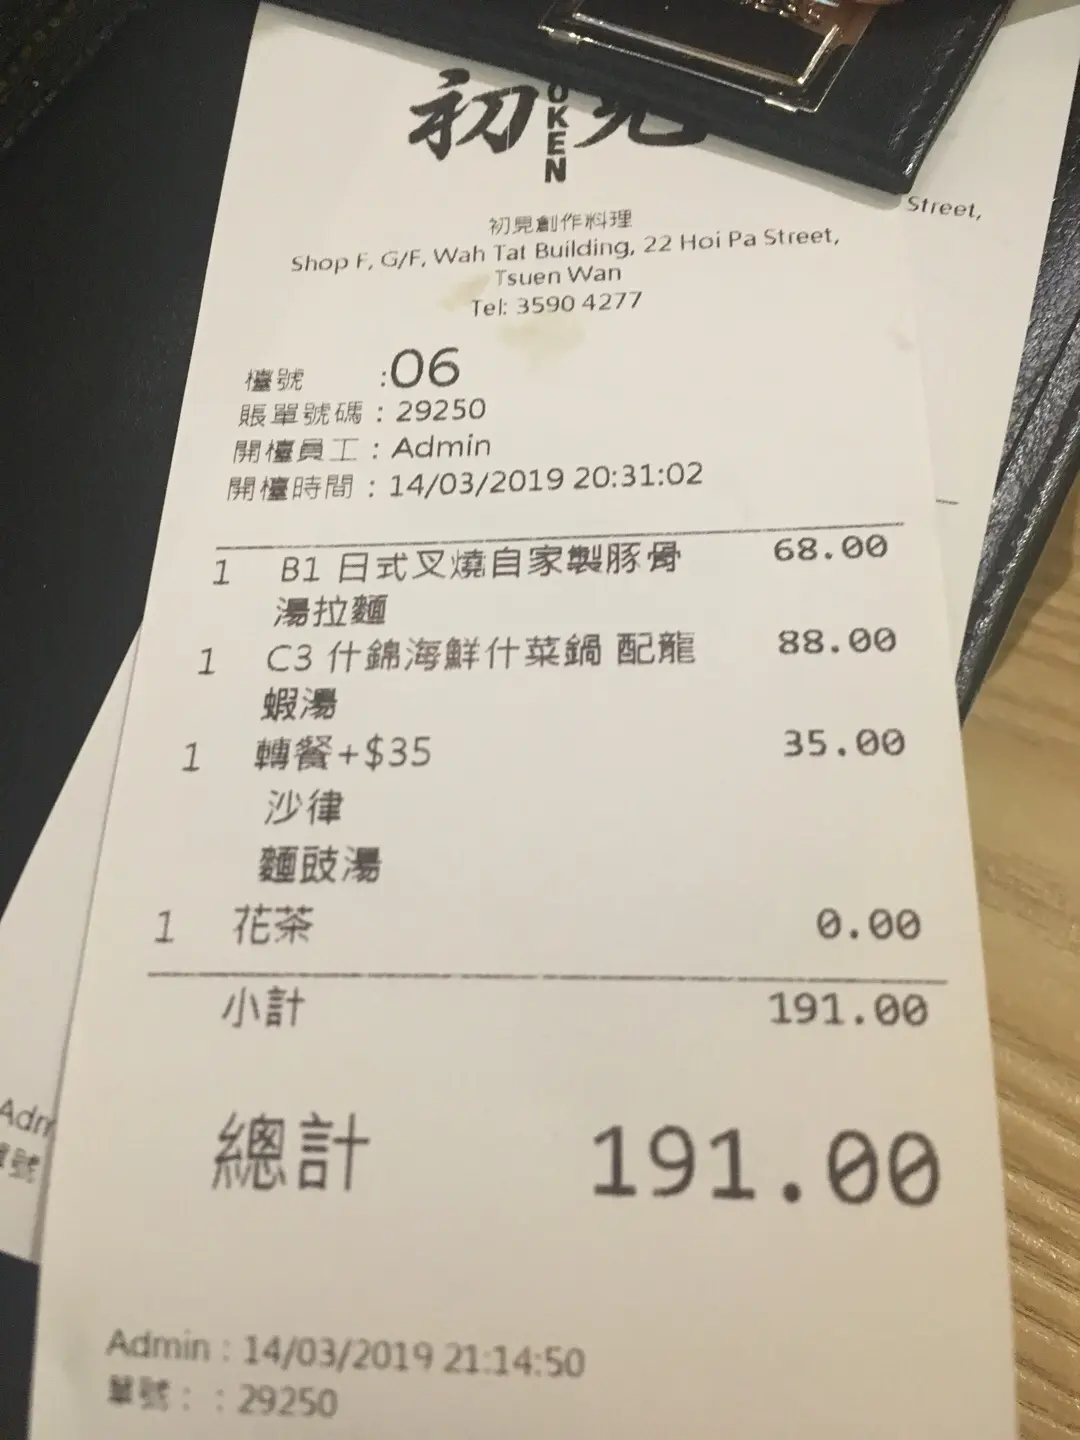 初見
OKEN
初見創作料理
Shop F, G/F, Wah Tat Building, 22 Hoi Pa Street,
Tsuen Wan
Tel: 3590 4277
Street,
檯號 :06
賬單號碼 : 29250
開檯員工 : Admin
開檯時間 : 14/03/2019 20:31:02
1 B1 日式叉燒自家製豚骨 68.00
湯拉麵
1 C3 什錦海鮮什菜鍋 配龍 88.00
蝦湯
1 轉餐+$35 35.00
沙律
麵豉湯
1 花茶 0.00
小計 191.00
總計 191.00
Adm
單號
Admin : 14/03/2019 21:14:50
單號: : 29250